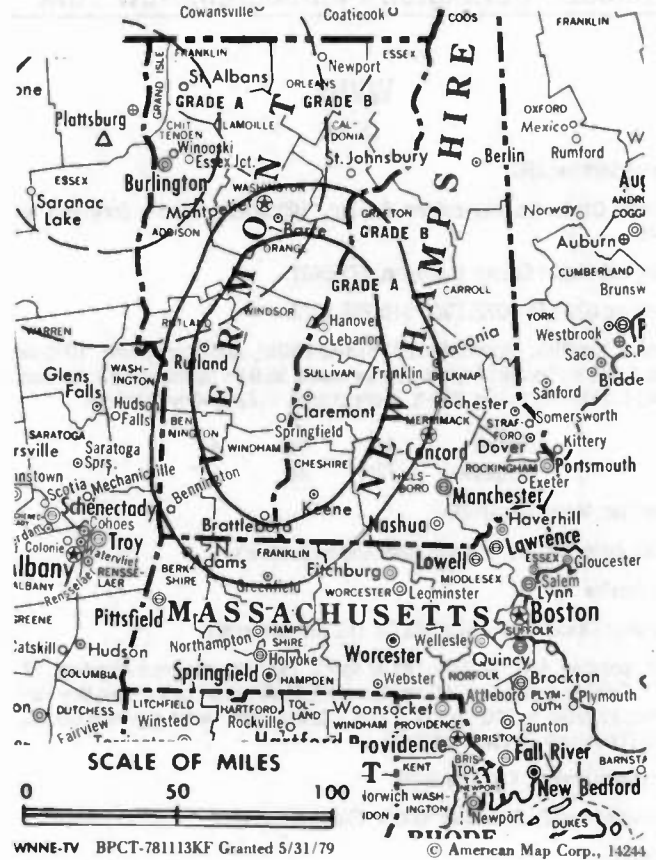 Cowansville
Coaticook
COOS
FRANKLIN
FRANKLIN
ESSEX
GRAND ISLE
Newport
St. Albans
ORLEANS
GRADE A
GRADE B
OXFORD
Plattsburg
CHIT
TENDEN
LAMOILLE
CAL-
DONIA
Mexico
Winooski
Essex Jct.
Rumford
St. Johnsbury
Berlin
ESSEX
Burlington
WASHINGTON
Saranac
Lake
Montpelier
Barre
GRAFTON
Norway
ADDISON
GRADE B
Auburn
ORANGE
VERMONT
NEW HAMPSHIRE
GRADE A
CUMBERLAND
CARROLL
WINDSOR
YORK
WARREN
RUTLAND
Hanover
Lebanon
Laconia
Westbrook
Rutland
Saco
WASH-
INGTON
SULLIVAN
Franklin
BELKNAP
Glens
Falls
Sanford
Claremont
Rochester
Hudson
Falls
BEN
NINGTON
Springfield
MERRIMACK
STRAF-
FORD
Somersworth
SARATOGA
Saratoga
Sprs.
WINDHAM
Concord
Dover
Kittery
CHESHIRE
ROCKINGHAM
Portsmouth
Mechanicville
HILLS-
BORO
Exeter
Scotia
Bennington
Keene
Manchester
Schenectady
Cohoes
Brattleboro
Nashua
Haverhill
Colonie
Troy
N.
Adams
FRANKLIN
Lawrence
Watervliet
Lowell
ESSEX
Gloucester
Albany
RENSSE-
LAER
BERK-
SHIRE
Fitchburg
Rensselaer
Greenfield
MIDDLESEX
Salem
ALBANY
WORCESTER
Leominster
Lynn
GREENE
Pittsfield
MASSACHUSETTS
Boston
SUFFOLK
Northampton
HAMP-
SHIRE
Wellesley
Catskill
Hudson
Holyoke
Worcester
Quincy
Springfield
HAMPDEN
Webster
NORFOLK
Brockton
COLUMBIA
Attleboro
PLYM-
OUTH
Plymouth
DUTCHESS
LITCHFIELD
HARTFORD
TOL-
LAND
Woonsocket
Fairview
Winsted
Rockville
WINDHAM
PROVIDENCE
Taunton
Providence
BRISTOL
SCALE OF MILES
KENT
BRIS
TOL
Fall River
New Bedford
NEWPORT
WASH-
INGTON
Newport
DUKES
0 50 100
RHODE
WNNE-TV BPCT-781113KF Granted 5/31/79
© American Map Corp., 14244